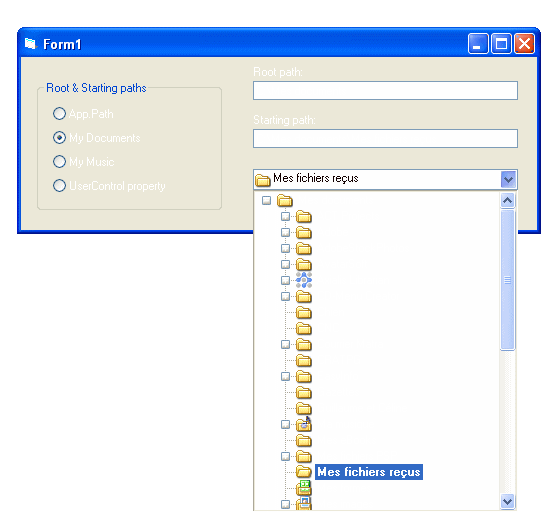 Form1
Root & Starting paths
App.Path
My Documents
My Music
UserControl property
Root path:
Starting path:
Mes fichiers reçus
Mes fichiers reçus